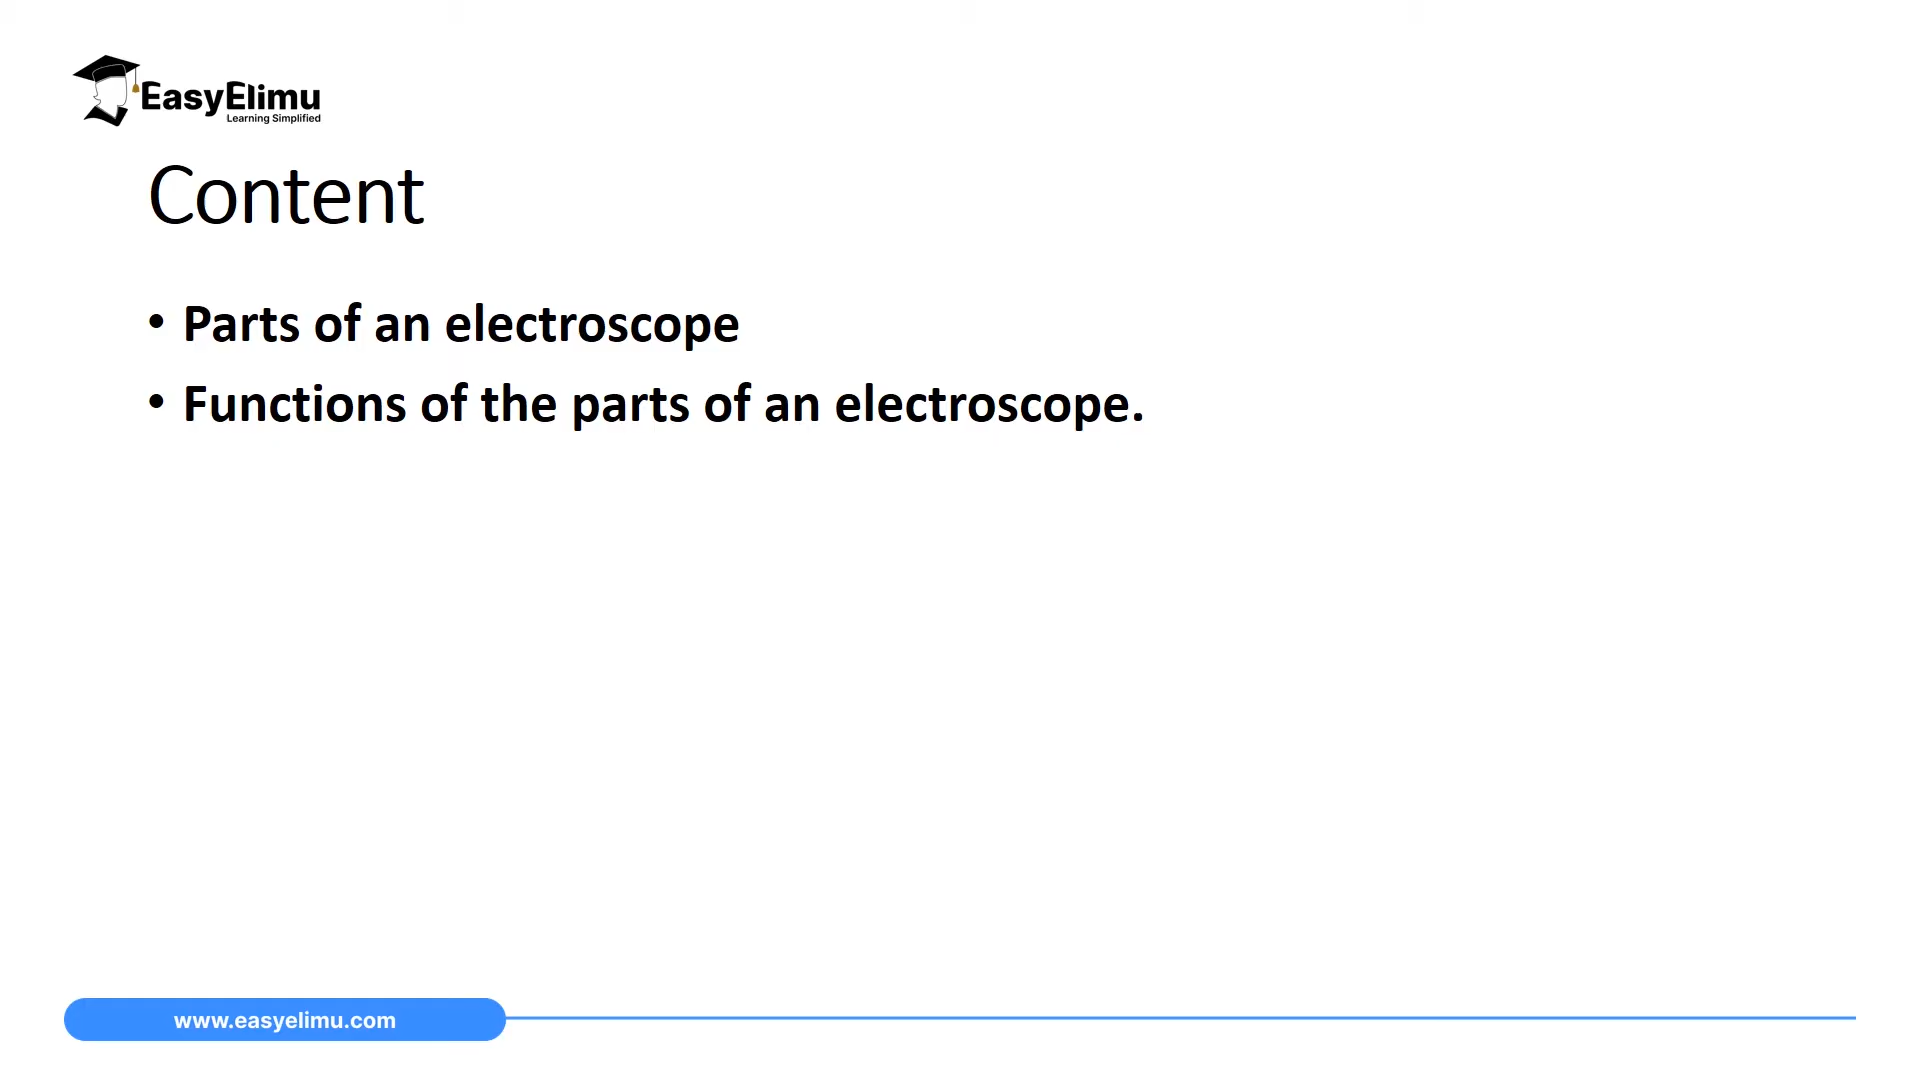 EasyElimu
Learning Simplified
Content
• Parts of an electroscope
• Functions of the parts of an electroscope.
www.easyelimu.com